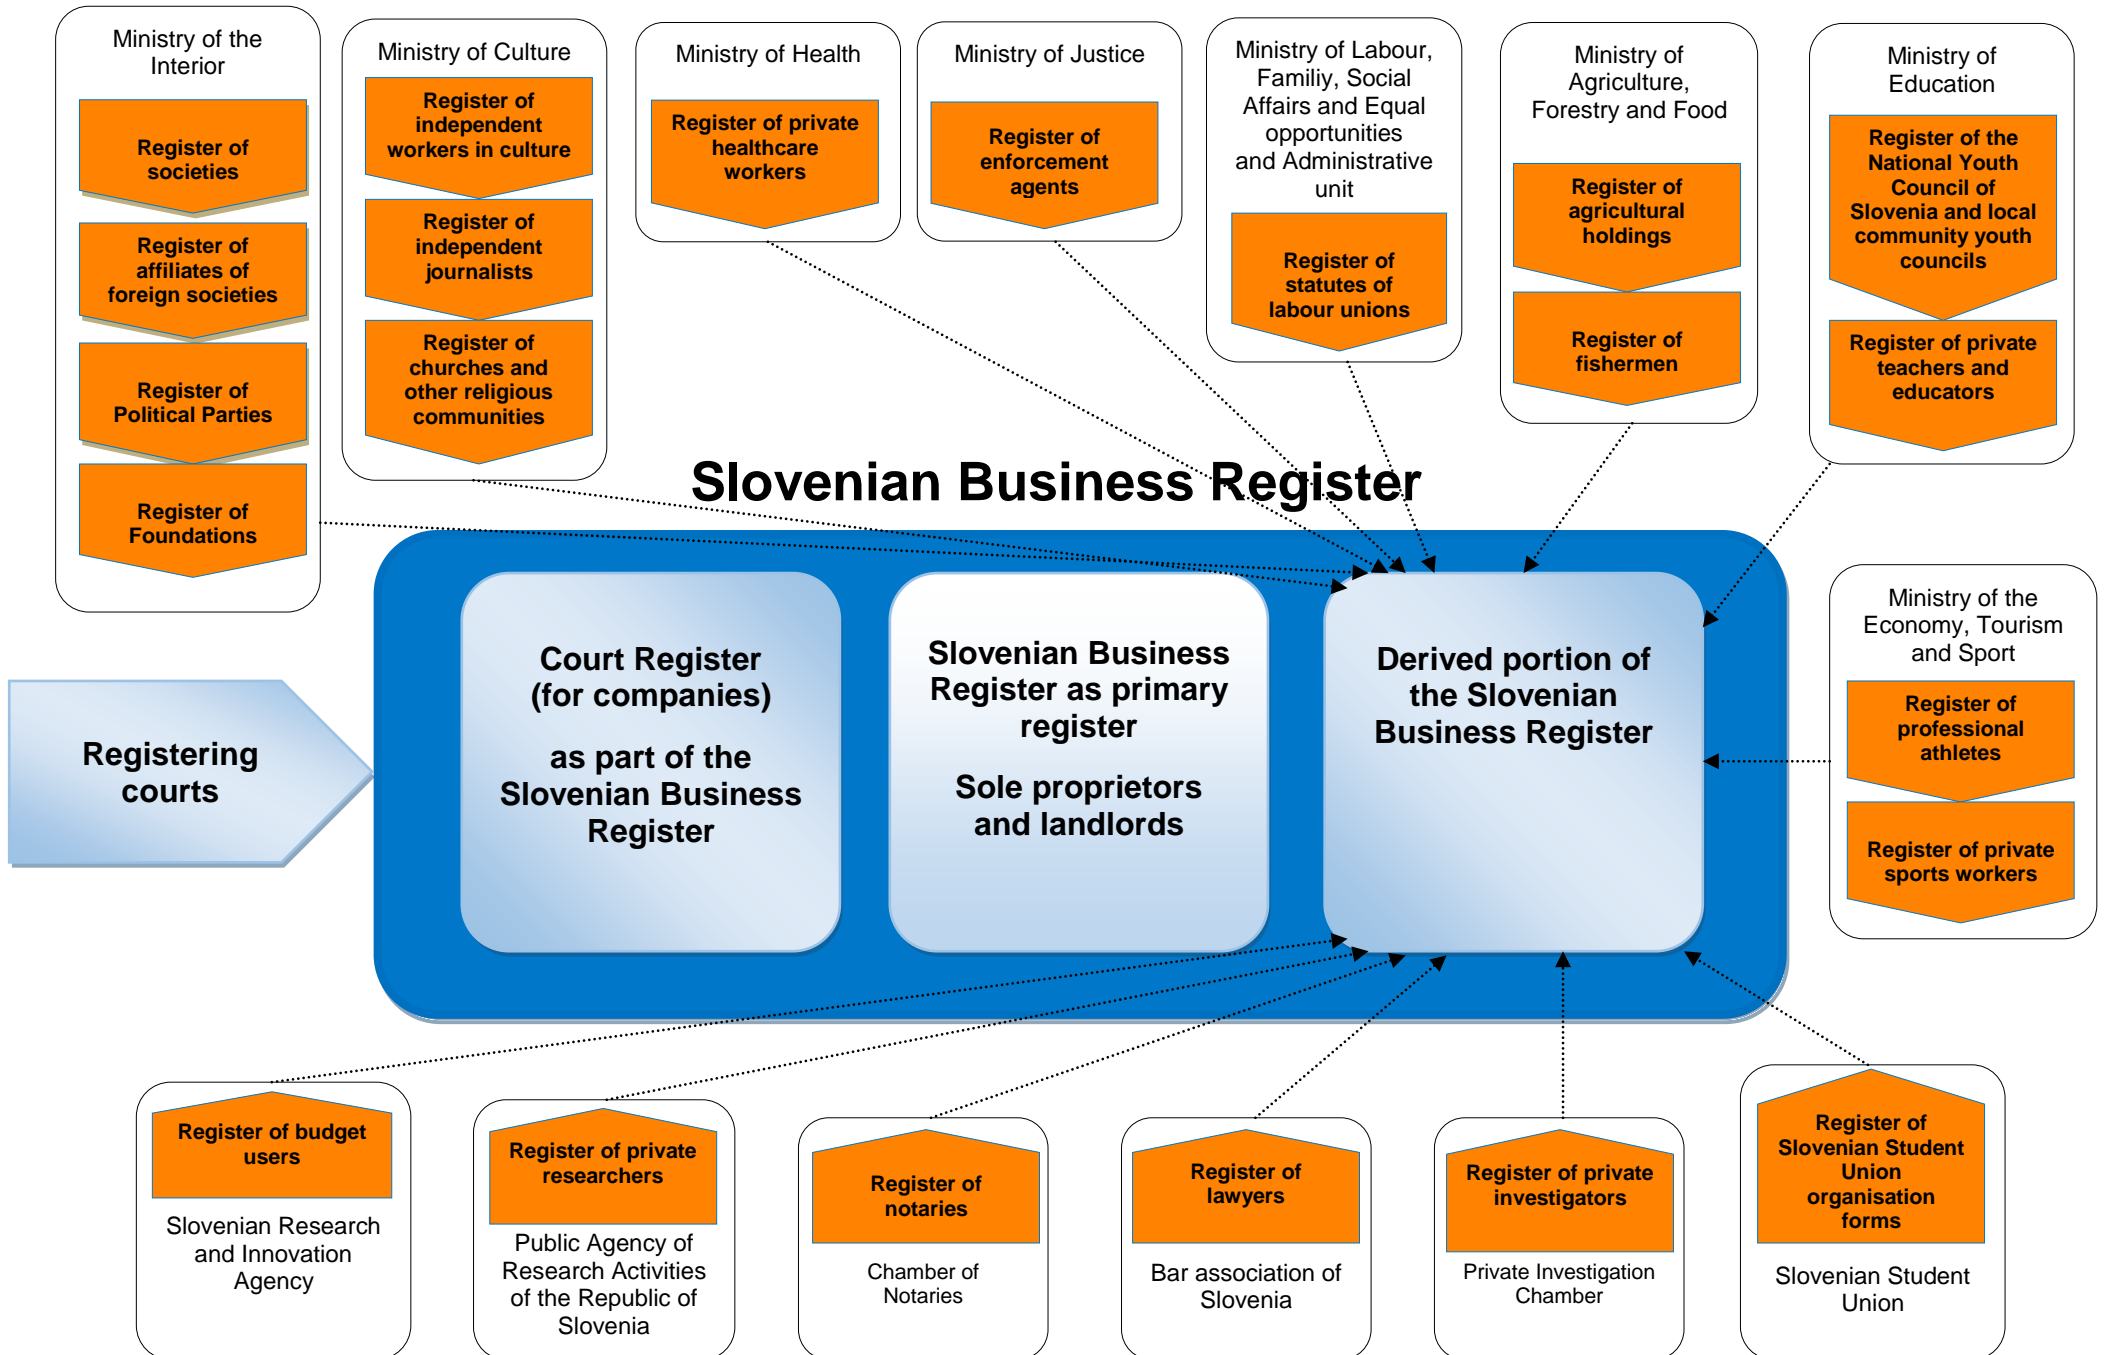 Ministry of the
Interior
Register of
societies
Register of
affiliates of
foreign societies
Register of
Political Parties
Register of
Foundations
Ministry of Culture
Register of
independent
workers in culture
Register of
independent
journalists
Register of
churches and
other religious
communities
Ministry of Health
Register of private
healthcare
workers
Ministry of Justice
Register of
enforcement
agents
Ministry of Labour,
Familiy, Social
Affairs and Equal
opportunities
and Administrative
unit
Register of
statutes of
labour unions
Ministry of
Agriculture,
Forestry and Food
Register of
agricultural
holdings
Register of
fishermen
Ministry of
Education
Register of the
National Youth
Council of
Slovenia and local
community youth
councils
Register of private
teachers and
educators
Slovenian Business Register
Registering
courts
Court Register
(for companies)
as part of the
Slovenian Business
Register
Slovenian Business
Register as primary
register
Sole proprietors
and landlords
Derived portion of
the Slovenian
Business Register
Ministry of the
Economy, Tourism
and Sport
Register of
professional
athletes
Register of private
sports workers
Register of budget
users
Slovenian Research
and Innovation
Agency
Register of private
researchers
Public Agency of
Research Activities
of the Republic of
Slovenia
Register of
notaries
Chamber of
Notaries
Register of
lawyers
Bar association of
Slovenia
Register of private
investigators
Private Investigation
Chamber
Register of
Slovenian Student
Union
organisation
forms
Slovenian Student
Union